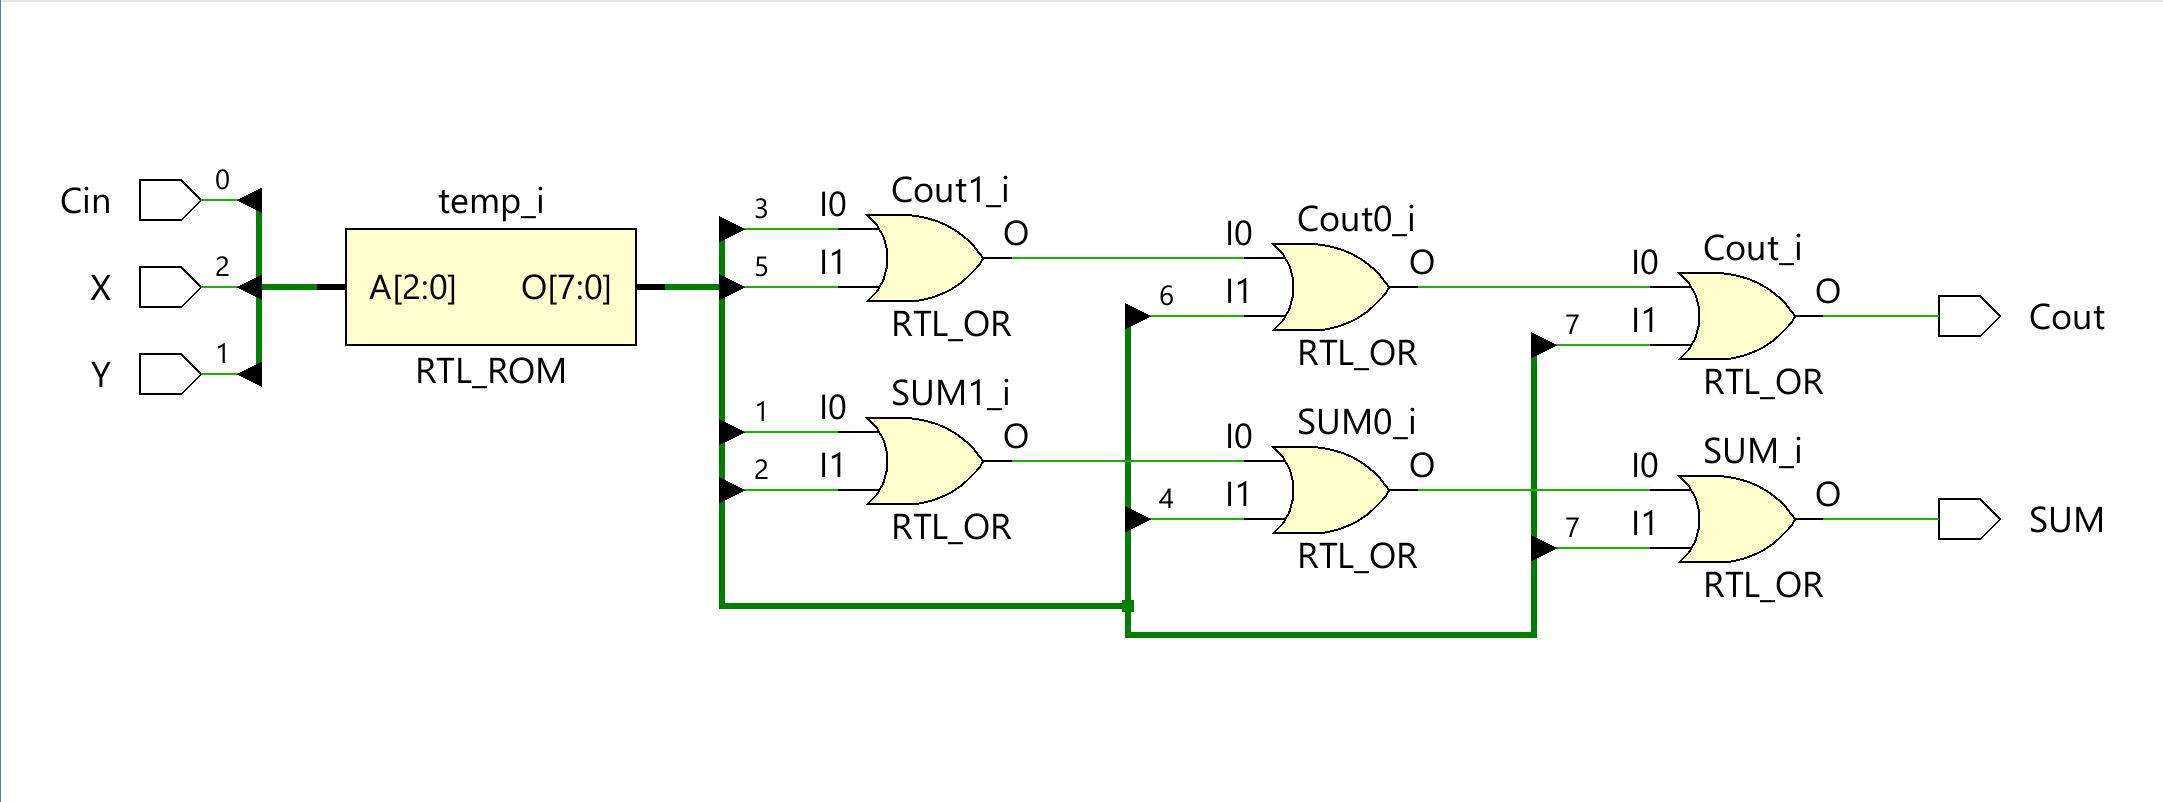 Cin 0
X 2
Y 1
temp_i
A[2:0] O[7:0]
RTL_ROM
Cout1_i
3 I0 O
5 I1
RTL_OR
SUM1_i
1 I0 O
2 I1
RTL_OR
Cout0_i
I0 O
6 I1
RTL_OR
SUM0_i
I0 O
4 I1
RTL_OR
Cout_i
I0 O
7 I1
RTL_OR
Cout
SUM_i
I0 O
7 I1
RTL_OR
SUM